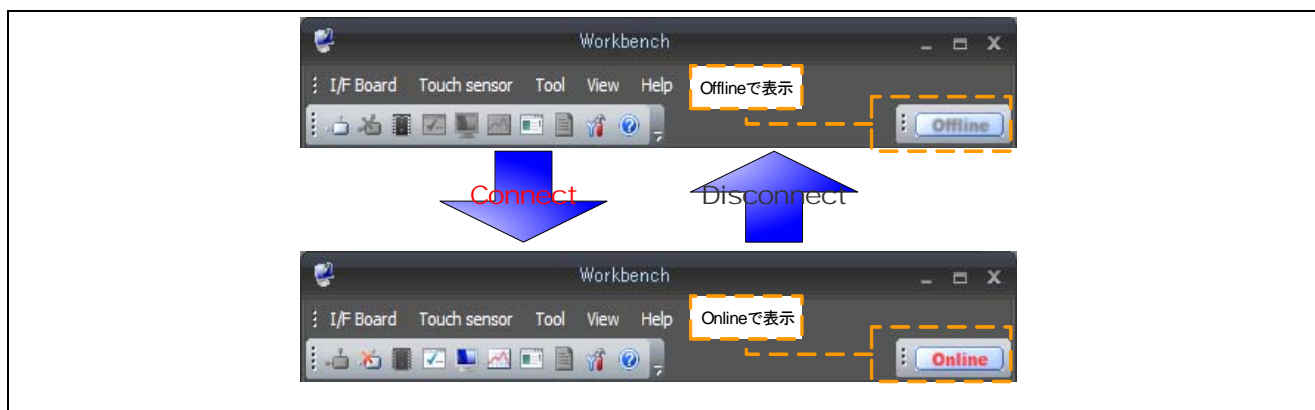 Workbench
I/F Board Touch sensor Tool View Help
Offlineで表示
Offline
Connect
Disconnect
Workbench
I/F Board Touch sensor Tool View Help
Onlineで表示
Online